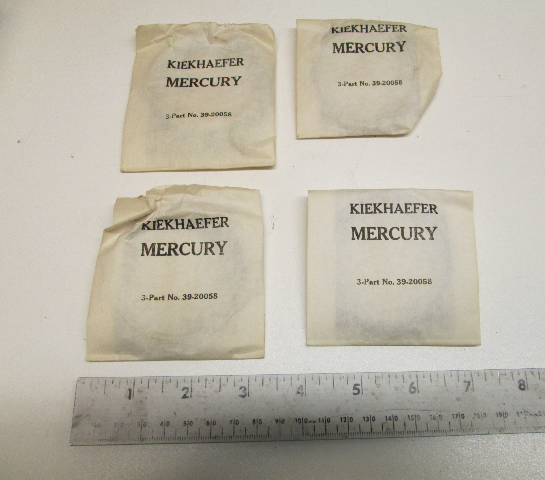 KIEKHAEFER
MERCURY
3-Part No. 39-20058
KIEKHAEFER
MERCURY
3-Part No. 39-20058
KIEKHAEFER
MERCURY
3-Part No. 39-20058
KIEKHAEFER
MERCURY
3-Part No. 39-20058
1 2 3 4 5 6 7 8